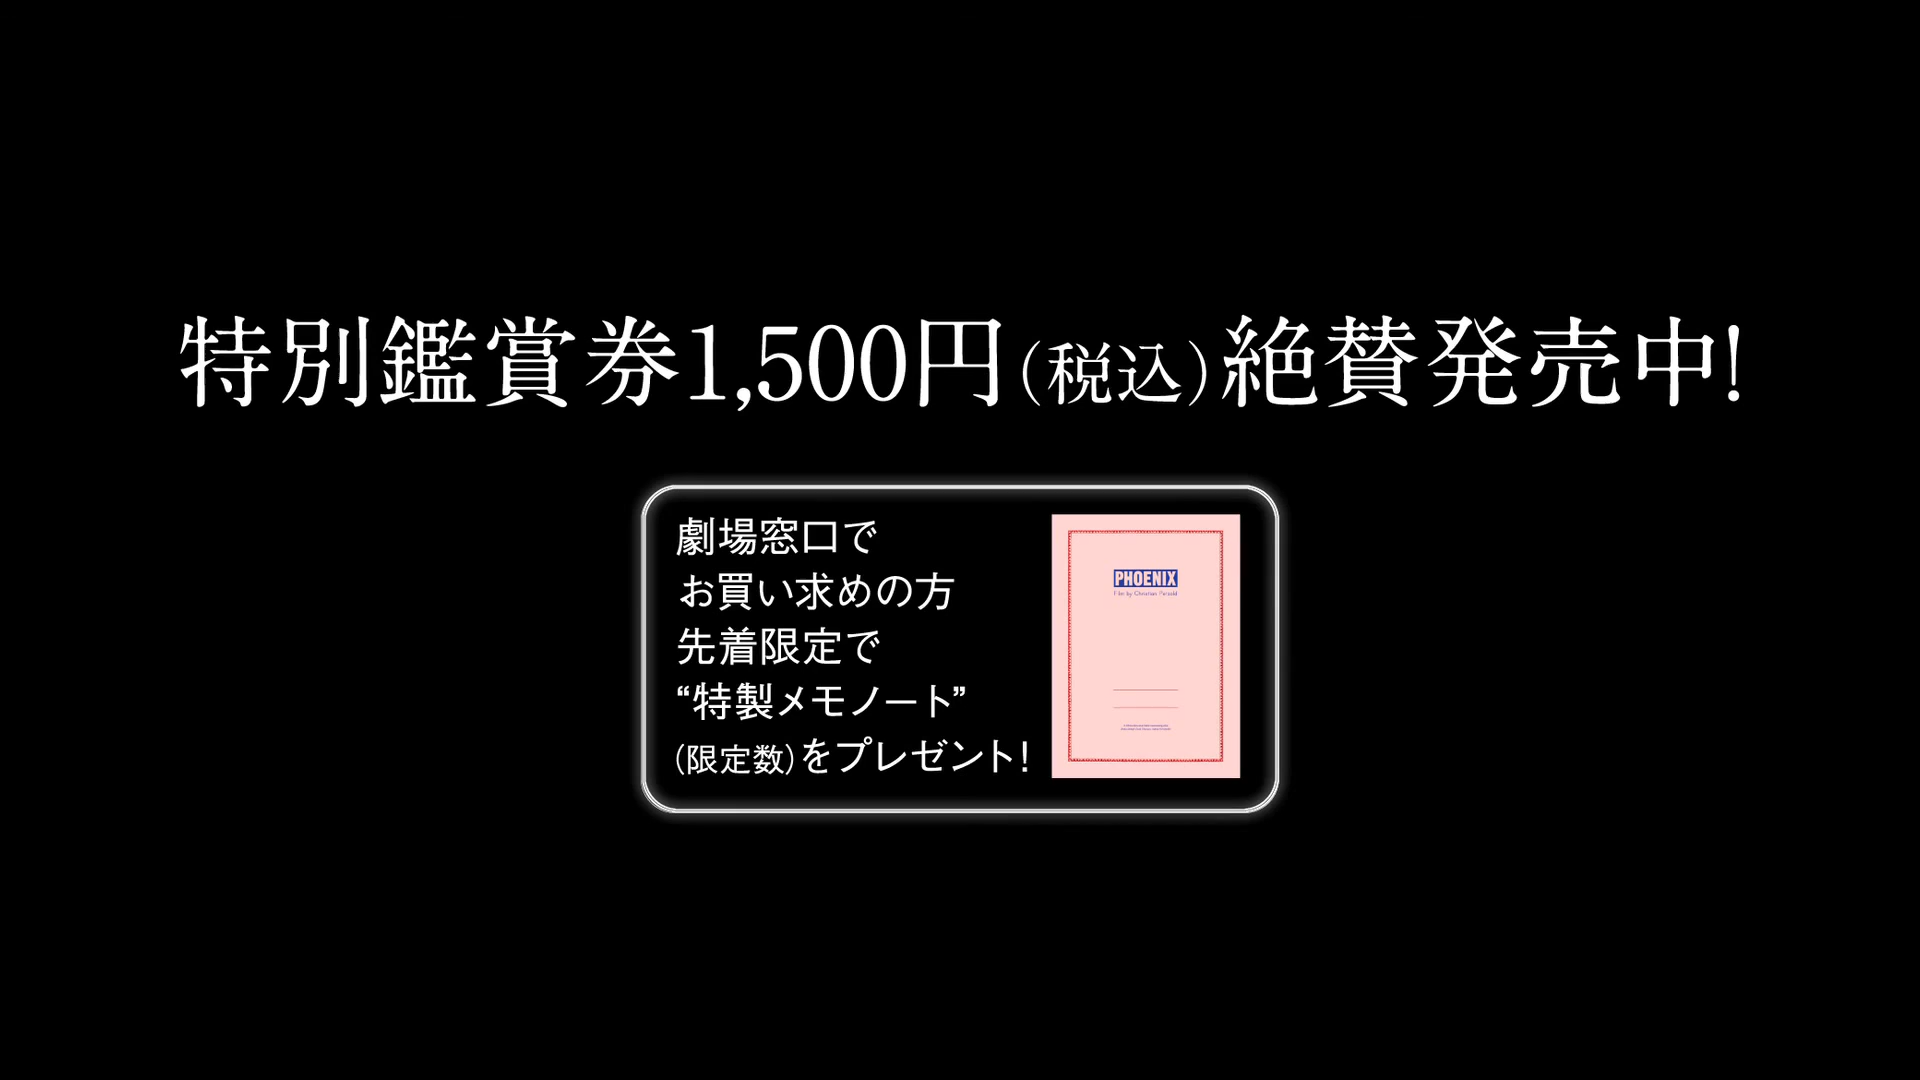 特別鑑賞券1,500円(税込)絶賛発売中!
劇場窓口で
お買い求めの方
先着限定で
“特製メモノート”
(限定数)をプレゼント!
PHOENIX
Film by Christian Petzold